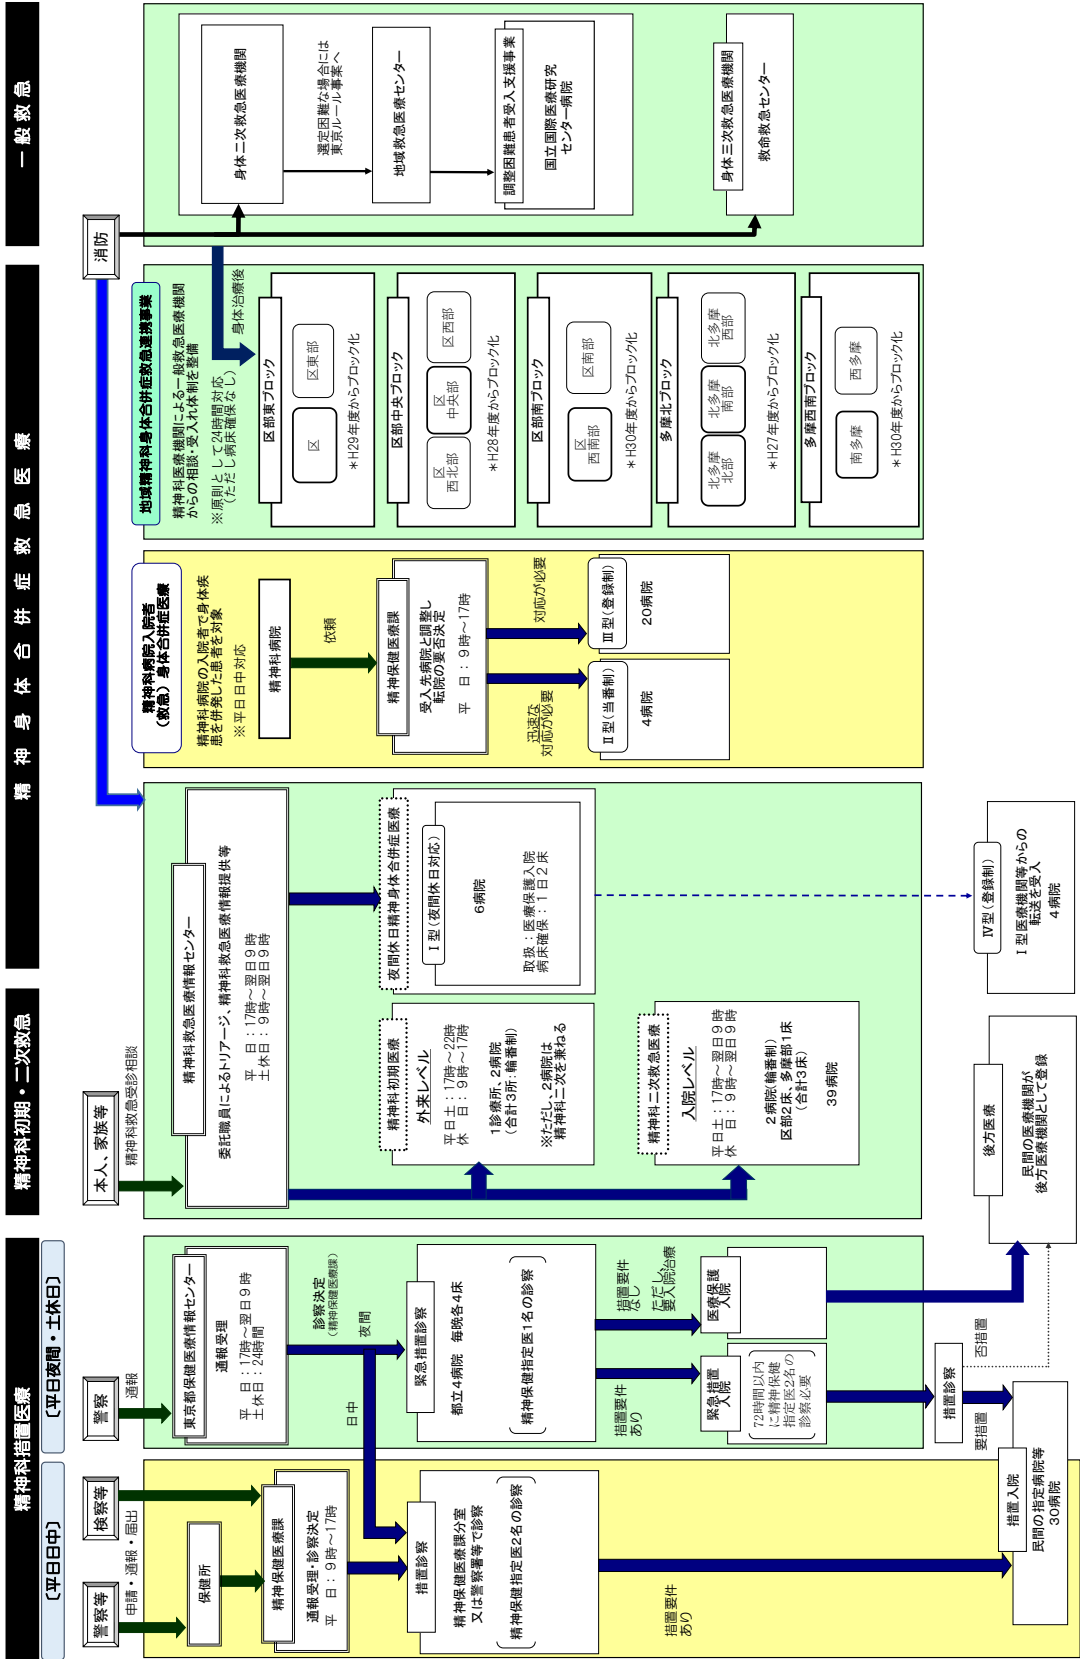 精神科措置医療
精神科初期・二次救急
精神身体合併症救急医療
一般救急
〔平日日中〕
〔平日夜間・土休日〕
警察等
検察等
申請・通報・届出
保健所
精神保健医療課
通報受理・診察決定
平　日：９時～17時
措置診察
精神保健医療課分室
又は警察署等で診察
精神保健指定医2名の診察
措置要件
あり
警察
通報
東京都保健医療情報センター
通報受理
平　日：17時～翌日９時
土休日：24時間
診察決定
（精神保健医療課）
日中
夜間
緊急措置診察
都立４病院　毎晩各４床
精神保健指定医1名の診察
措置要件
あり
措置要件
なし
ただし、
要入院治療
緊急措置
入院
72時間以内
に精神保健
指定医2名の
診察必要
医療保護
入院
措置診察
要措置
否措置
措置入院
民間の指定病院等
30病院
後方医療
民間の医療機関が
後方医療機関として登録
本人、家族等
精神科救急受診相談
精神科救急医療情報センター
委託職員によるトリアージ、精神科救急医療情報提供等
平　日：17時～翌日９時
土休日：９時～翌日９時
精神科初期医療
外来レベル
平日土：17時～22時
休　日：９時～17時
1診療所、2病院
（合計3所：輪番制）
※ただし、2病院は
精神科二次を兼ねる
精神科二次救急医療
入院レベル
平日土：17時～翌日９時
休　日：９時～翌日９時
2病院（輪番制）
区部２床、多摩部１床
（合計３床）
39病院
夜間休日精神身体合併症医療
Ⅰ型（夜間休日対応）
6病院
取扱：医療保護入院
病床確保：１日２床
Ⅳ型（登録制）
Ⅰ型医療機関等からの
転送を受入
４病院
精神科病院入院者
（救急）身体合併症医療
精神科病院の入院者で身体疾
患を併発した患者を対象
※平日日中対応
精神科病院
依頼
精神保健医療課
受入先病院と調整し
転院の要否決定
平　日：９時～17時
迅速な
対応が必要
対応が必要
Ⅱ型（当番制）
4病院
Ⅲ型（登録制）
20病院
地域精神科身体合併症救急連携事業
精神科医療機関による一般救急医療機関
からの相談・受入れ体制を整備
※原則として24時間対応
（ただし病床確保なし）
身体治療後
区部東ブロック
区
区東部
＊H29年度からブロック化
区部中央ブロック
区
西北部
区
中央部
区西部
＊H28年度からブロック化
区部南ブロック
区
西南部
区南部
＊H30年度からブロック化
多摩北ブロック
北多摩
北部
北多摩
南部
北多摩
西部
＊H27年度からブロック化
多摩西南ブロック
南多摩
西多摩
＊H30年度からブロック化
消防
身体二次救急医療機関
選定困難な場合には
東京ルール事案へ
地域救急医療センター
調整困難患者受入支援事業
国立国際医療研究
センター病院
身体三次救急医療機関
救命救急センター